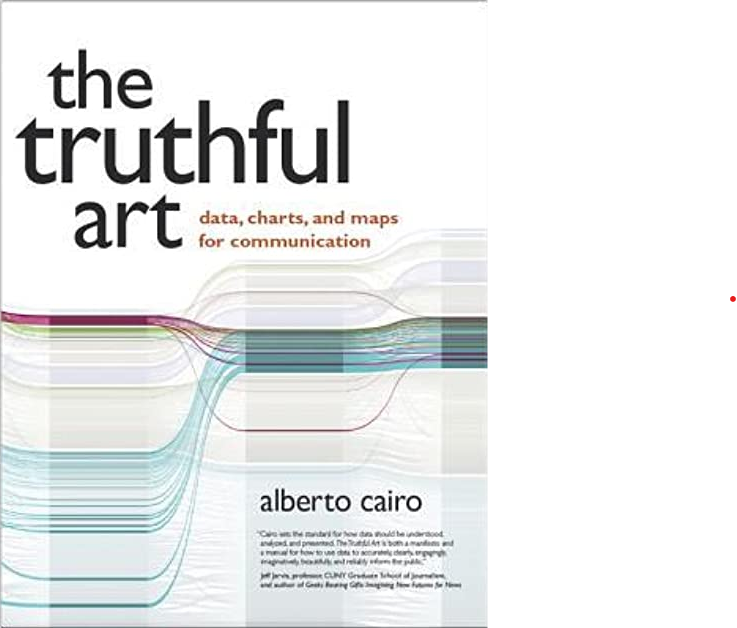 the
truthful
art
data, charts, and maps
for communication
alberto cairo
"Cairo sets the standard for how data should be understood,
analyzed, and presented. The Truthful Art is both a manifesto and
a manual for how to use data to accurately, clearly, engagingly,
imaginatively, beautifully, and reliably inform the public."
Jeff Jarvis, professor, CUNY Graduate School of Journalism,
and author of Geeks Bearing Gifts: Imagining New Futures for News